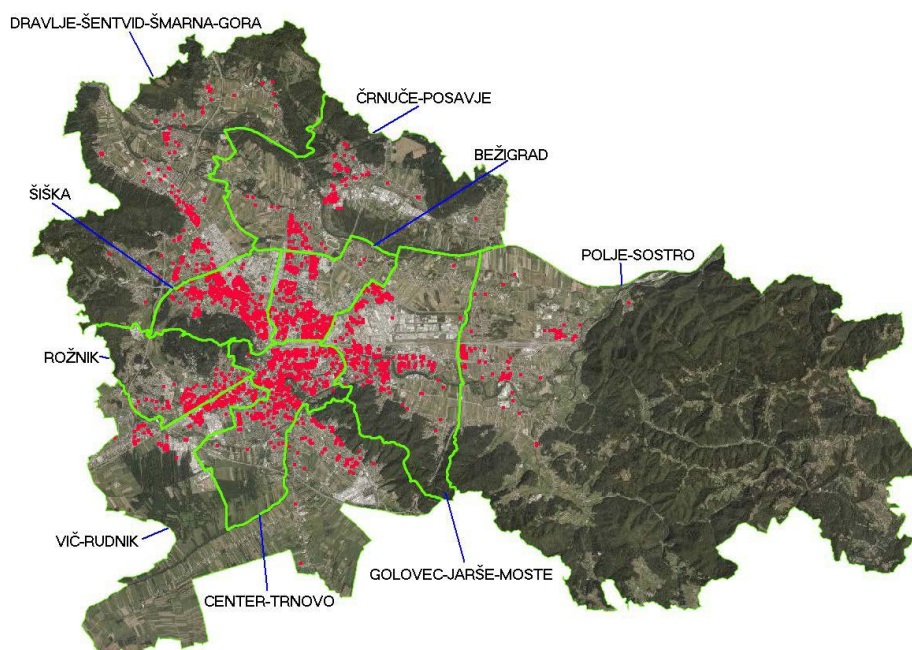 DRAVLJE-ŠENTVID-ŠMARNA-GORA
ČRNUČE-POSAVJE
BEŽIGRAD
ŠIŠKA
POLJE-SOSTRO
ROŽNIK
VIČ-RUDNIK
GOLOVEC-JARŠE-MOSTE
CENTER-TRNOVO